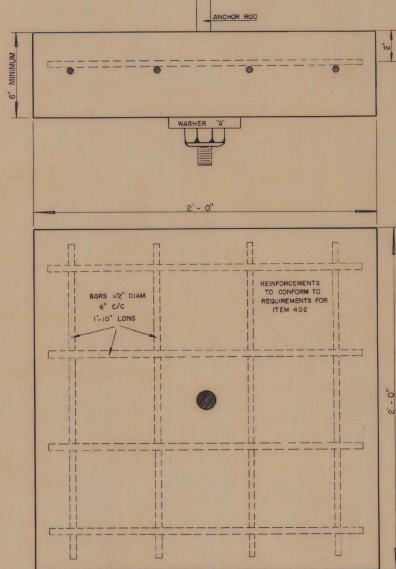 ANCHOR ROD
2"
6" MINIMUM
WASHER "A"
2'-0"
BARS 1/2" DIAM.
6" C/C
1'-10" LONG
REINFORCEMENTS
TO CONFORM TO
REQUIREMENTS FOR
ITEM 402
2'-0"